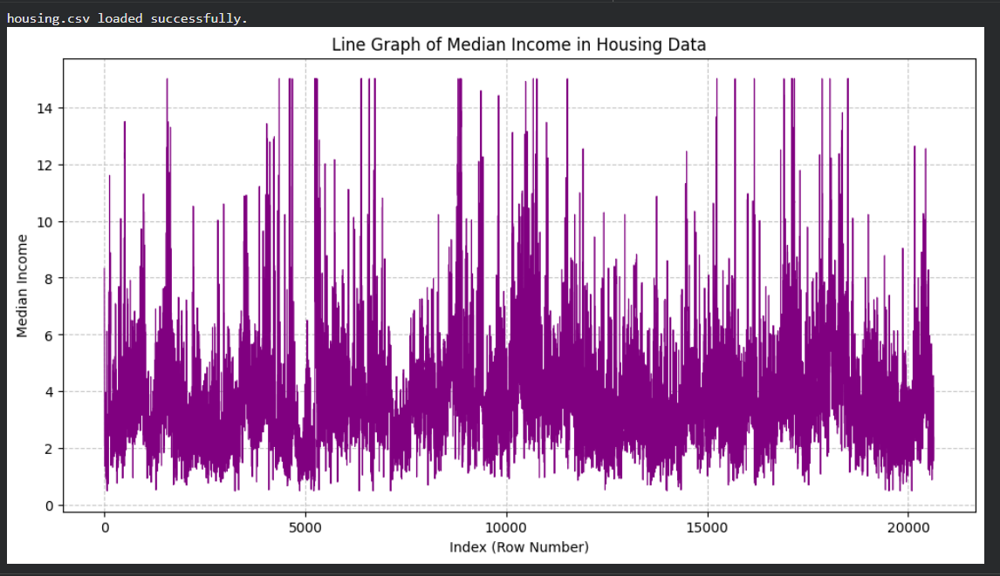 housing.csv loaded successfully.
Line Graph of Median Income in Housing Data
14
12
10
8
6
4
2
0
Median Income
0 5000 10000 15000 20000
Index (Row Number)